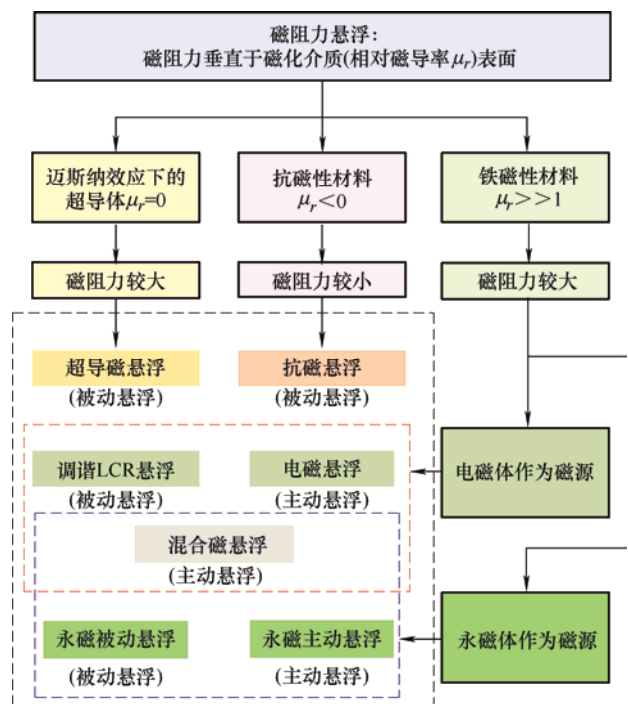 磁阻力悬浮:
磁阻力垂直于磁化介质(相对磁导率μr)表面
迈斯纳效应下的
超导体μr=0
抗磁性材料
μr<0
铁磁性材料
μr>>1
磁阻力较大
磁阻力较小
磁阻力较大
超导磁悬浮
(被动悬浮)
抗磁悬浮
(被动悬浮)
调谐LCR悬浮
(被动悬浮)
电磁悬浮
(主动悬浮)
电磁体作为磁源
混合磁悬浮
(主动悬浮)
永磁被动悬浮
(被动悬浮)
永磁主动悬浮
(主动悬浮)
永磁体作为磁源